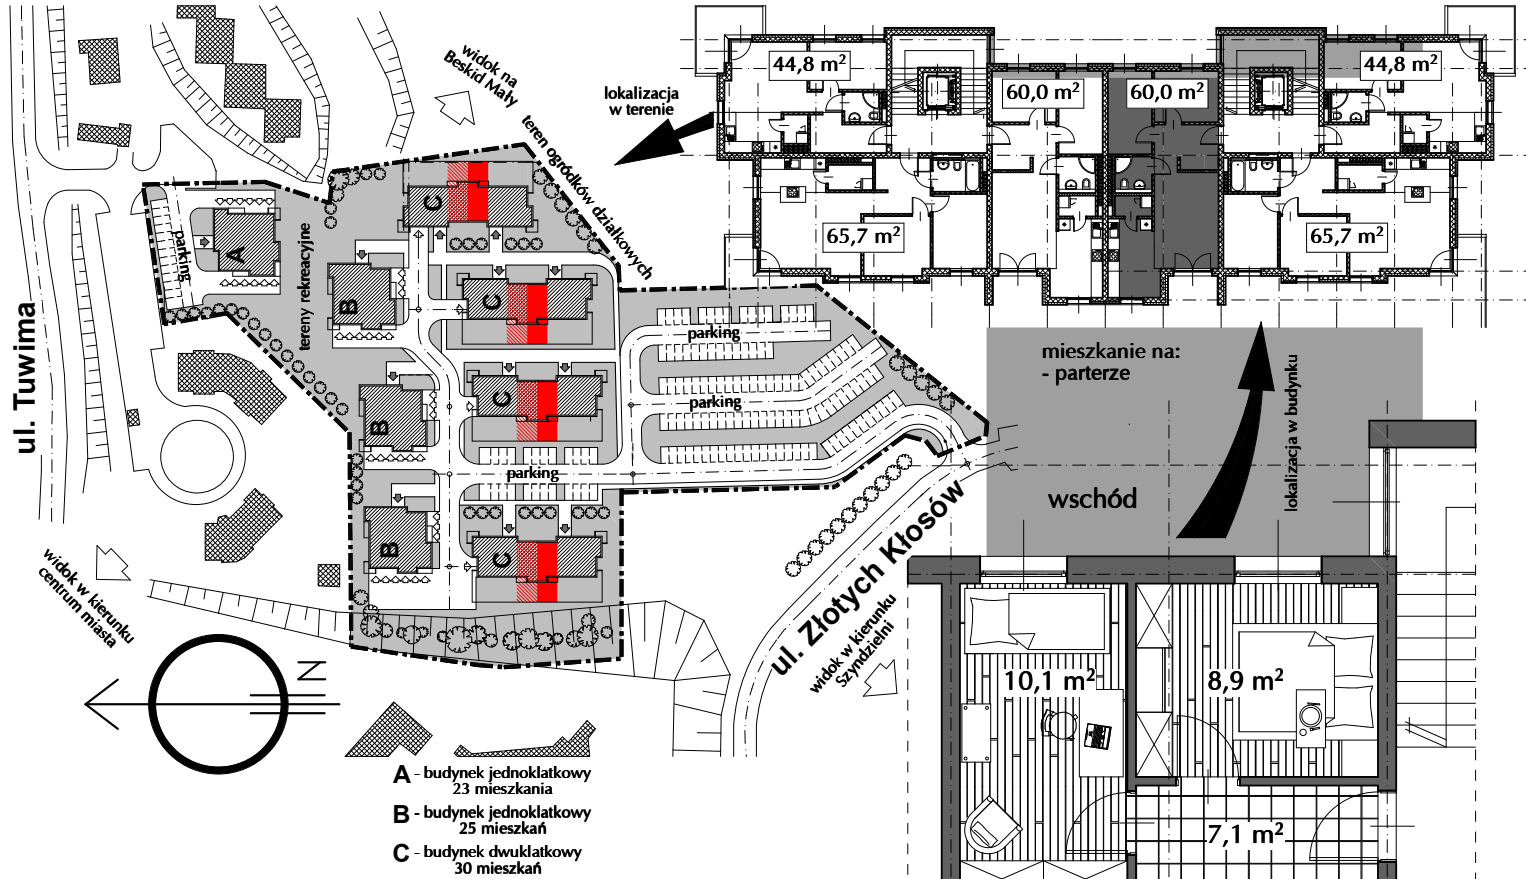 widok na
Beskid Mały
lokalizacja
w terenie
teren ogródków działkowych
44,8 m²
60,0 m²
60,0 m²
44,8 m²
65,7 m²
65,7 m²
ul. Tuwima
parking
A
tereny rekreacyjne
B
C
C
parking
C
parking
B
parking
B
C
mieszkanie na:
- parterze
lokalizacja w budynku
wschód
ul. Złotych Kłosów
widok w kierunku
Szyndzielni
widok w kierunku
centrum miasta
N
10,1 m²
8,9 m²
7,1 m²
A - budynek jednoklatkowy
23 mieszkania
B - budynek jednoklatkowy
25 mieszkań
C - budynek dwuklatkowy
30 mieszkań